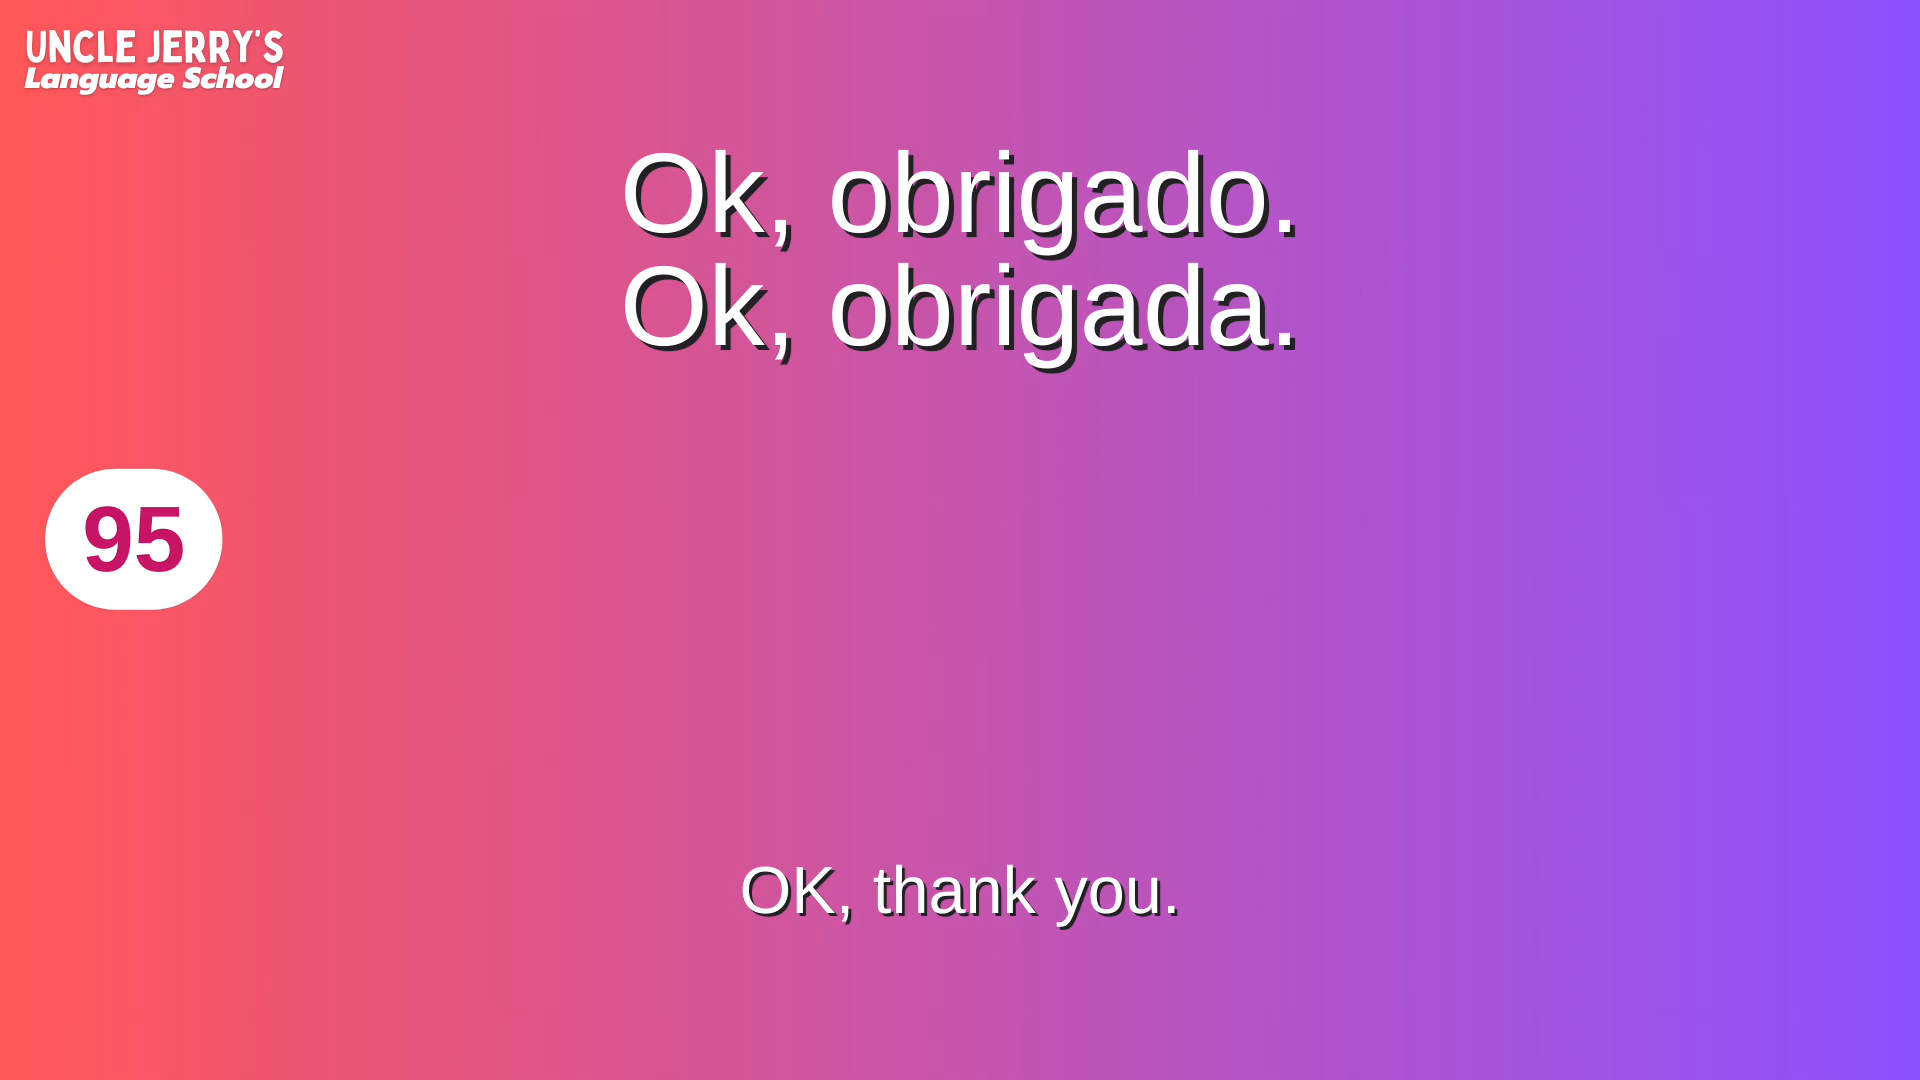 UNCLE JERRY'S
Language School
Ok, obrigado.
Ok, obrigada.
95
OK, thank you.